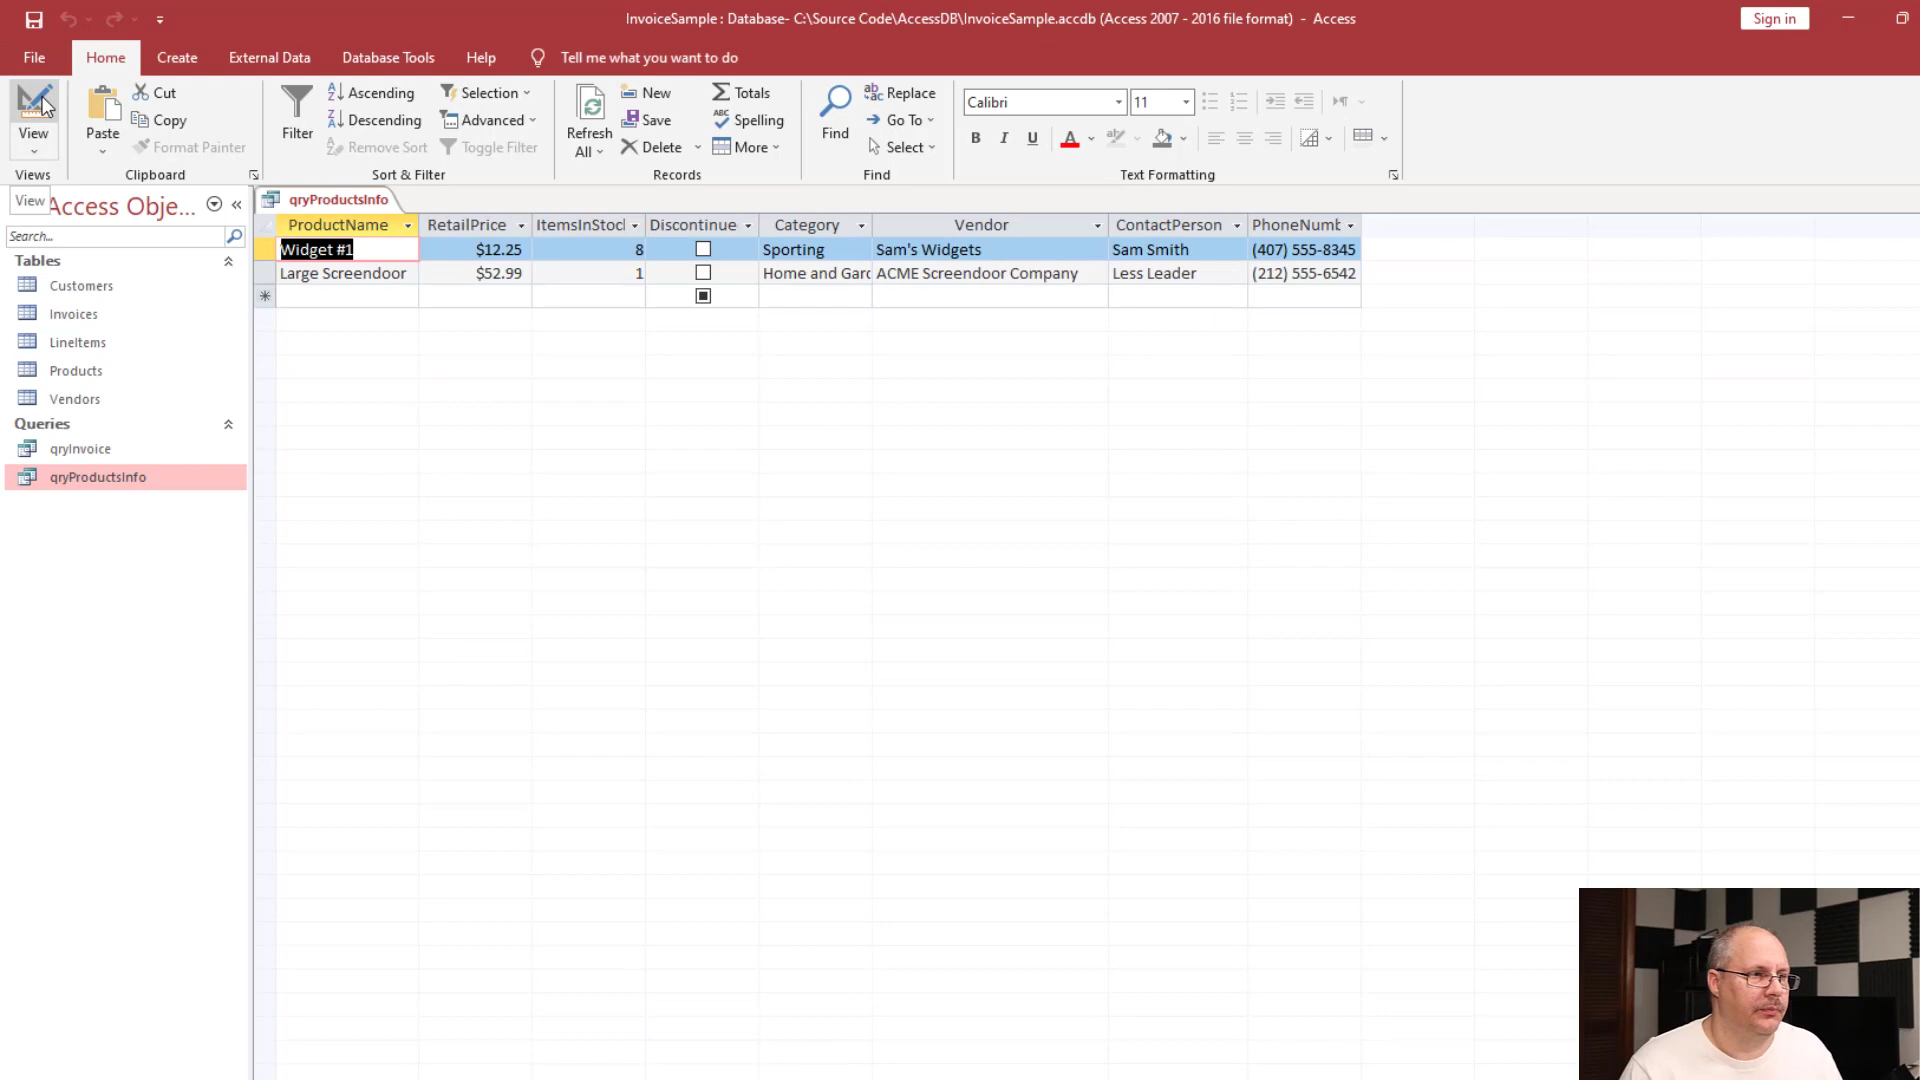 InvoiceSample : Database- C:\Source Code\AccessDB\InvoiceSample.accdb (Access 2007 - 2016 file format) - Access
Sign in
File Home Create External Data Database Tools Help Tell me what you want to do
View
Paste
Cut
Copy
Format Painter
Filter
Ascending
Descending
Remove Sort
Selection
Advanced
Toggle Filter
Refresh All
New
Save
Delete
Totals
Spelling
More
Find
Replace
Go To
Select
Calibri 11
B I U A
Views Clipboard Sort & Filter Records Find Text Formatting
View
Access Obje...
Search...
Tables
Customers
Invoices
LineItems
Products
Vendors
Queries
qryInvoice
qryProductsInfo
qryProductsInfo
ProductName RetailPrice ItemsInStocl Discontinue Category Vendor ContactPerson PhoneNumb
Widget #1 $12.25 8 Sporting Sam's Widgets Sam Smith (407) 555-8345
Large Screendoor $52.99 1 Home and Garc ACME Screendoor Company Less Leader (212) 555-6542